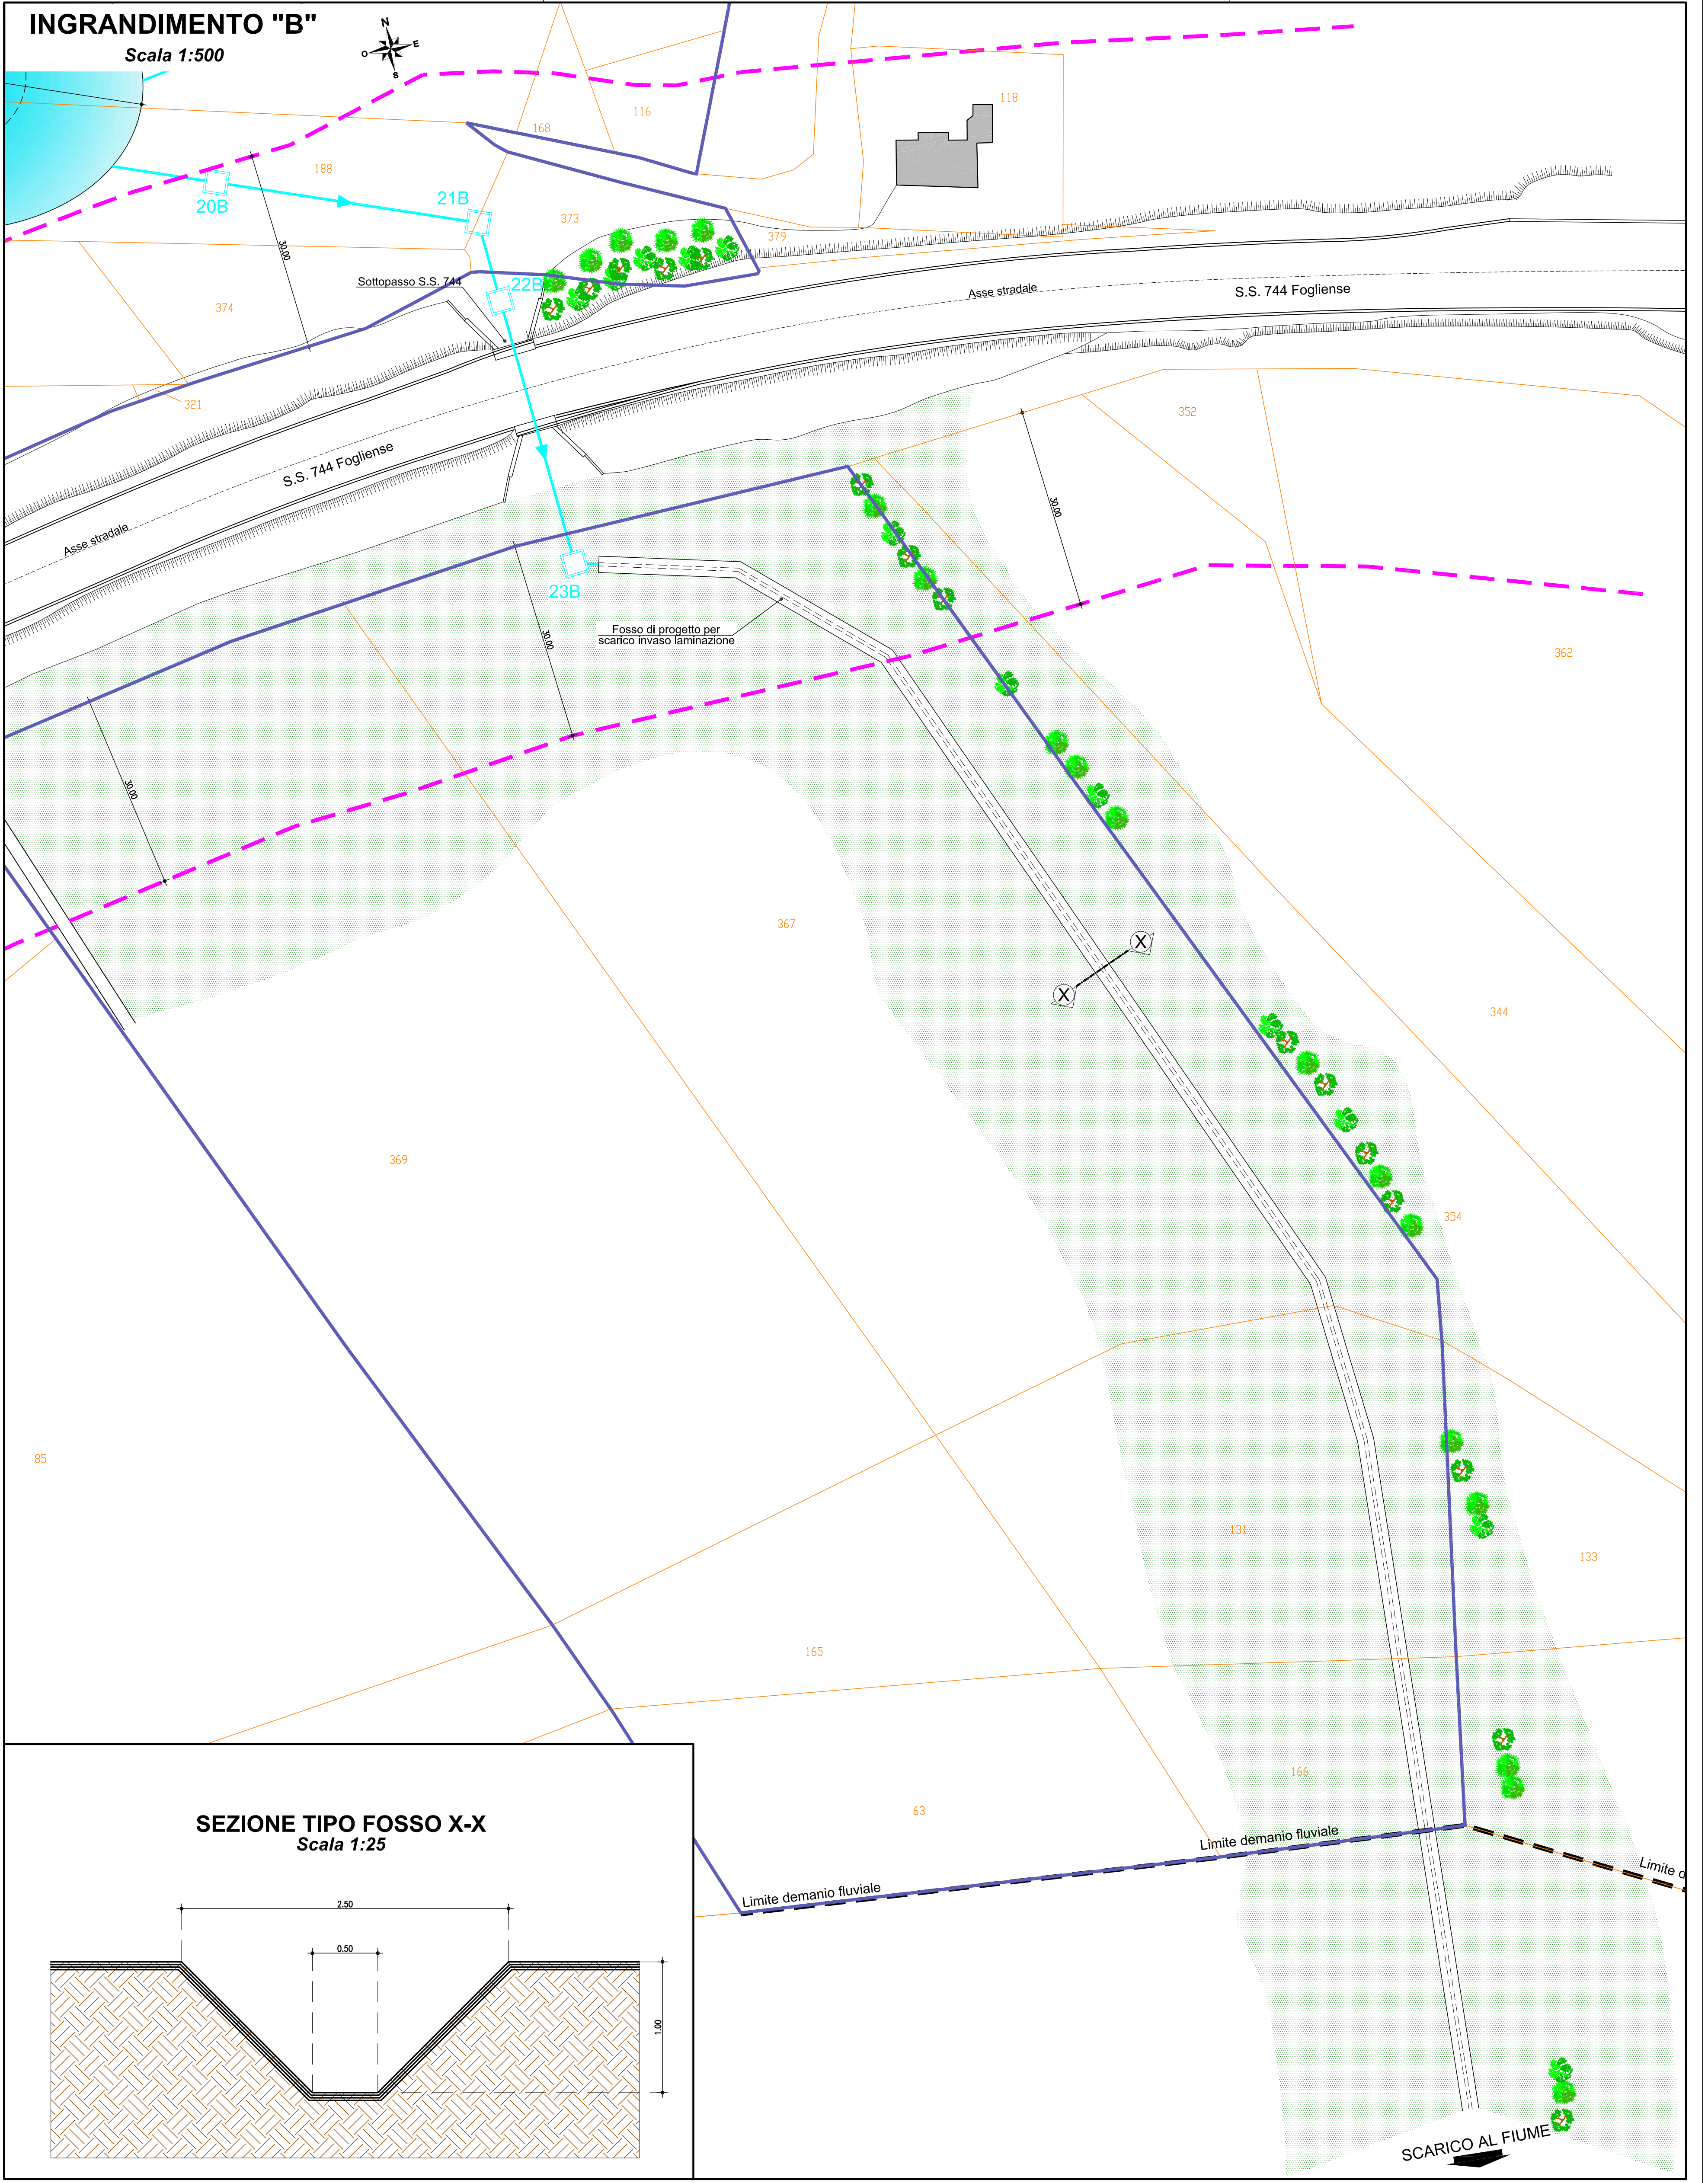 INGRANDIMENTO "B"
Scala 1:500
N
O
E
S
118
116
168
188
20B
21B
373
379
30.00
Sottopasso S.S. 744
22B
374
Asse stradale
S.S. 744 Fogliense
321
352
S.S. 744 Fogliense
30.00
Asse stradale
23B
Fosso di progetto per
scarico invaso laminazione
30.00
362
30.00
367
X
X
344
369
354
85
131
133
165
166
63
Limite demanio fluviale
Limite demanio fluviale
Limite d
SEZIONE TIPO FOSSO X-X
Scala 1:25
2.50
0.50
1.00
SCARICO AL FIUME